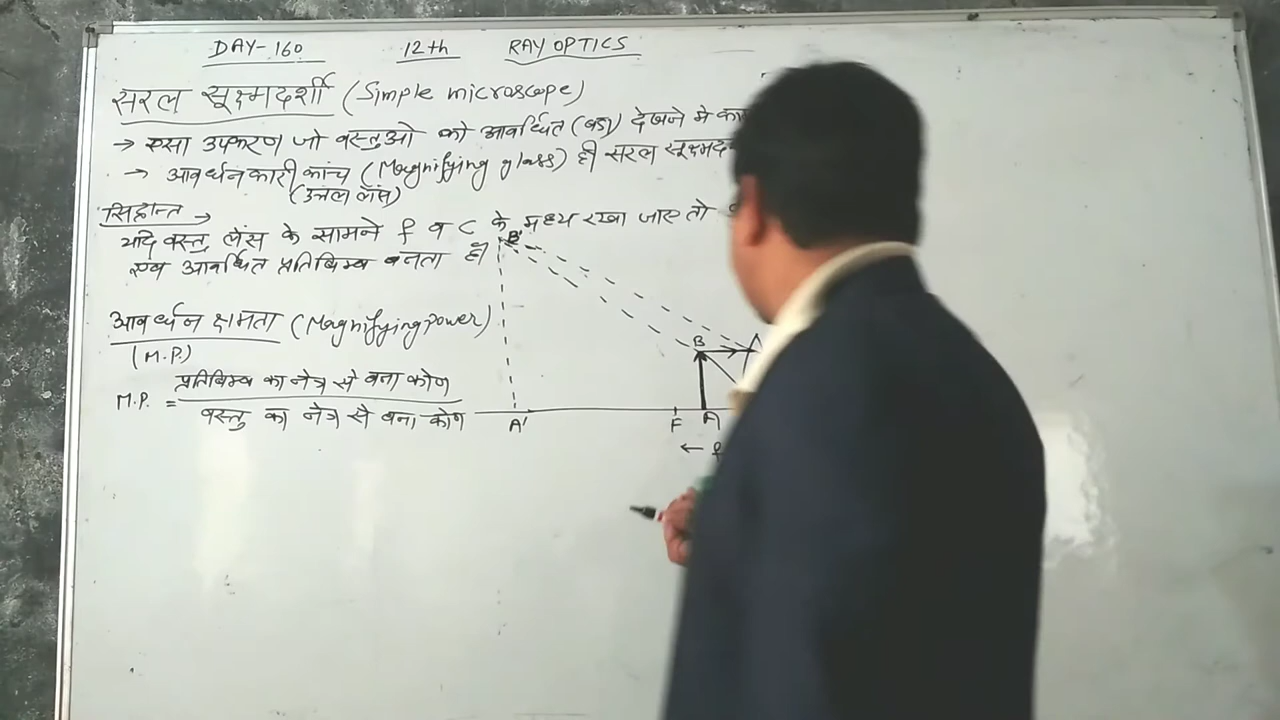 DAY-160 12th RAY OPTICS
सरल सूक्ष्मदर्शी (Simple microscope)
→ ऐसा उपकरण जो वस्तुओ को आवर्धित (बड़ा) देखने मे
→ आवर्धनकारी कांच (Magnifying glass) ही सरल
(उत्तल लेंस)
सिद्धान्त →
यदि वस्तु लेंस के सामने f व C के मध्य रखा जाए तो
एवं आवर्धित प्रतिबिम्ब बनता है।
B'
आवर्धन क्षमता (Magnifying power)
(M.P.)
M.P. = प्रतिबिम्ब का नेत्र से बना कोण
वस्तु का नेत्र से बना कोण
B
A' F A
← f